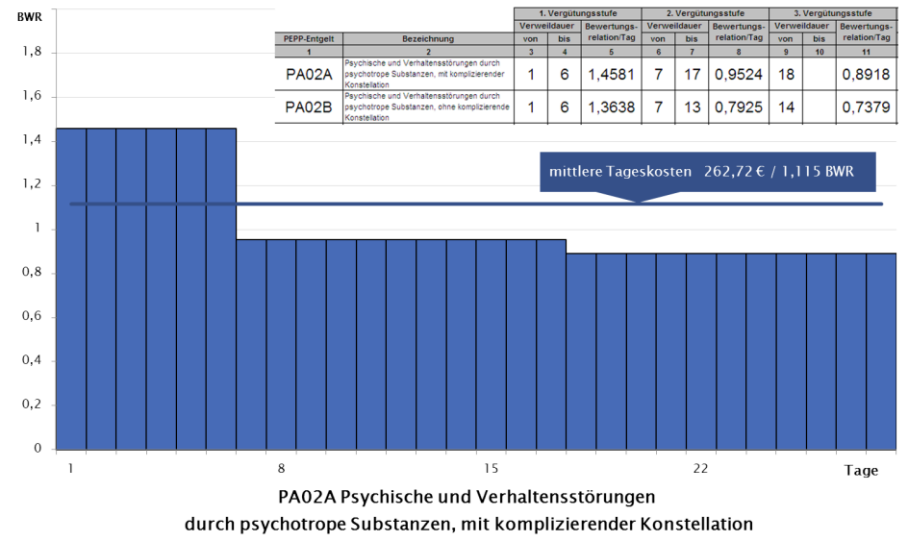 BWR
1. Vergütungsstufe 2. Vergütungsstufe 3. Vergütungsstufe
Verweildauer Bewertungs- Verweildauer Bewertungs- Verweildauer Bewertungs-
PEPP-Entgelt Bezeichnung von bis relation/Tag von bis relation/Tag von bis relation/Tag
1 2 3 4 5 6 7 8 9 10 11
Psychische und Verhaltensstörungen durch
PA02A psychotrope Substanzen, mit komplizierender 1 6 1,4581 7 17 0,9524 18 0,8918
Konstellation
Psychische und Verhaltensstörungen durch
PA02B psychotrope Substanzen, ohne komplizierende 1 6 1,3638 7 13 0,7925 14 0,7379
Konstellation
1,8
1,6
1,4
1,2
1
0,8
0,6
0,4
0,2
0
mittlere Tageskosten 262,72 € / 1,115 BWR
1 8 15 22 Tage
PA02A Psychische und Verhaltensstörungen
durch psychotrope Substanzen, mit komplizierender Konstellation